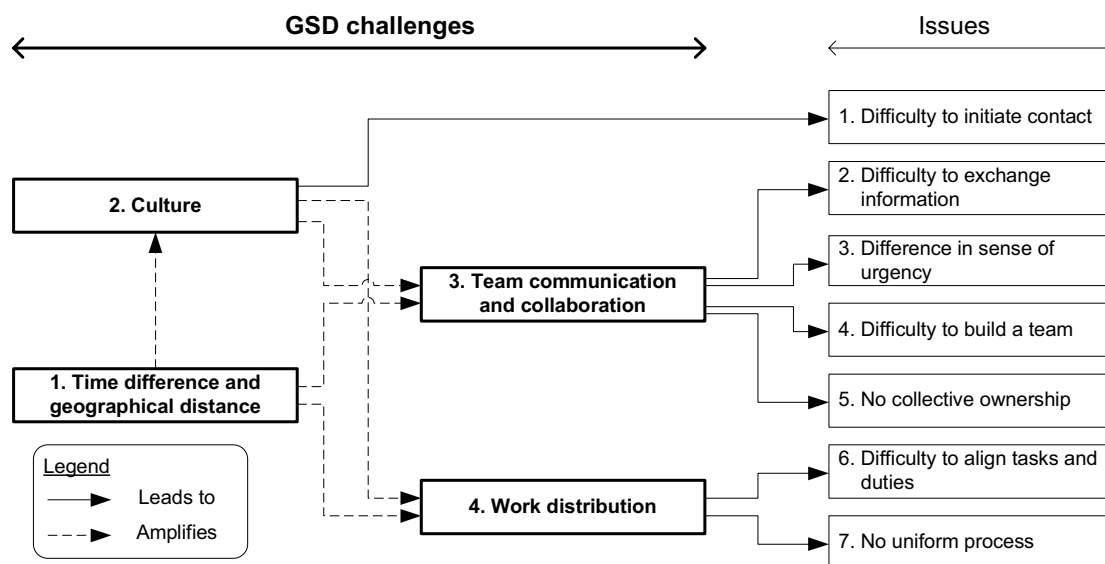 GSD challenges
Issues
1. Difficulty to initiate contact
2. Culture
2. Difficulty to exchange
information
3. Difference in sense of
urgency
3. Team communication
and collaboration
4. Difficulty to build a team
1. Time difference and
geographical distance
5. No collective ownership
6. Difficulty to align tasks and
duties
4. Work distribution
7. No uniform process
Legend
Leads to
Amplifies